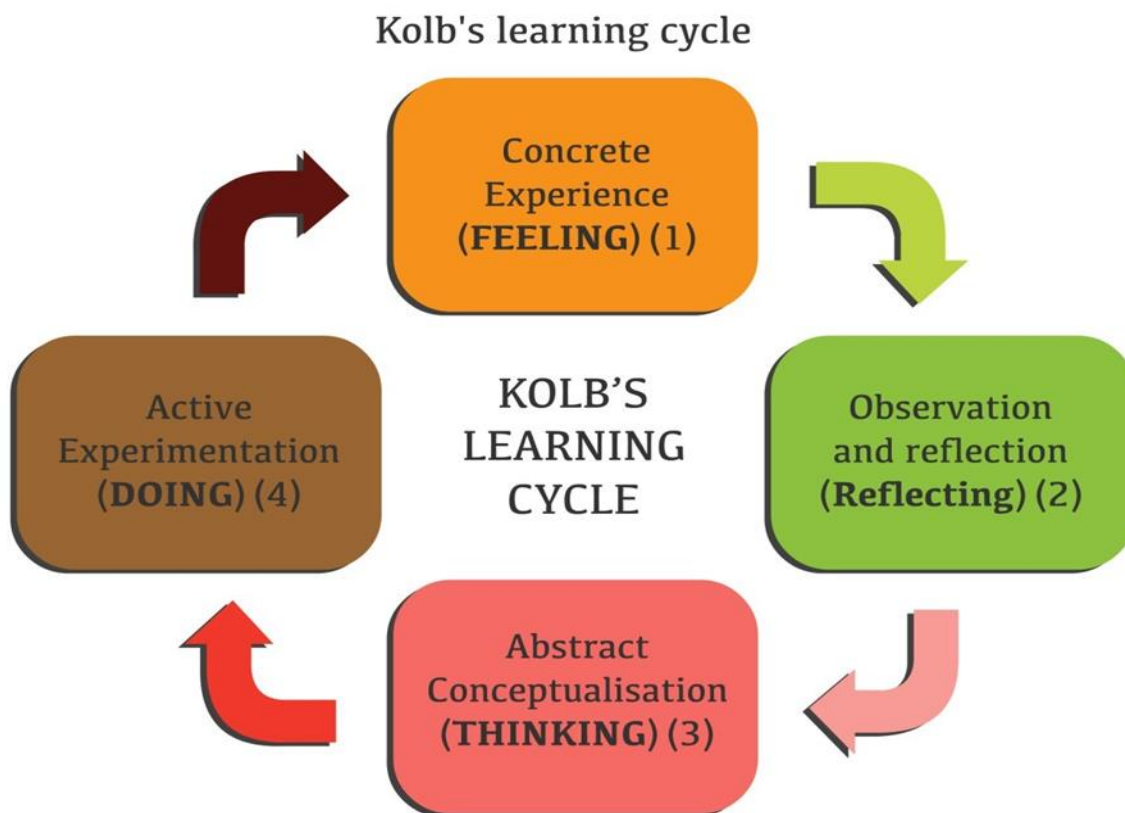 Kolb's learning cycle
Concrete
Experience
(FEELING) (1)
Observation
and reflection
(Reflecting) (2)
Abstract
Conceptualisation
(THINKING) (3)
Active
Experimentation
(DOING) (4)
KOLB’S
LEARNING
CYCLE